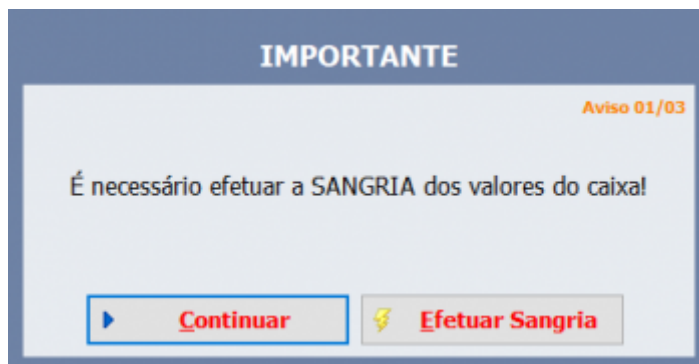 IMPORTANTE
Aviso 01/03
É necessário efetuar a SANGRIA dos valores do caixa!
Continuar
Efetuar Sangria